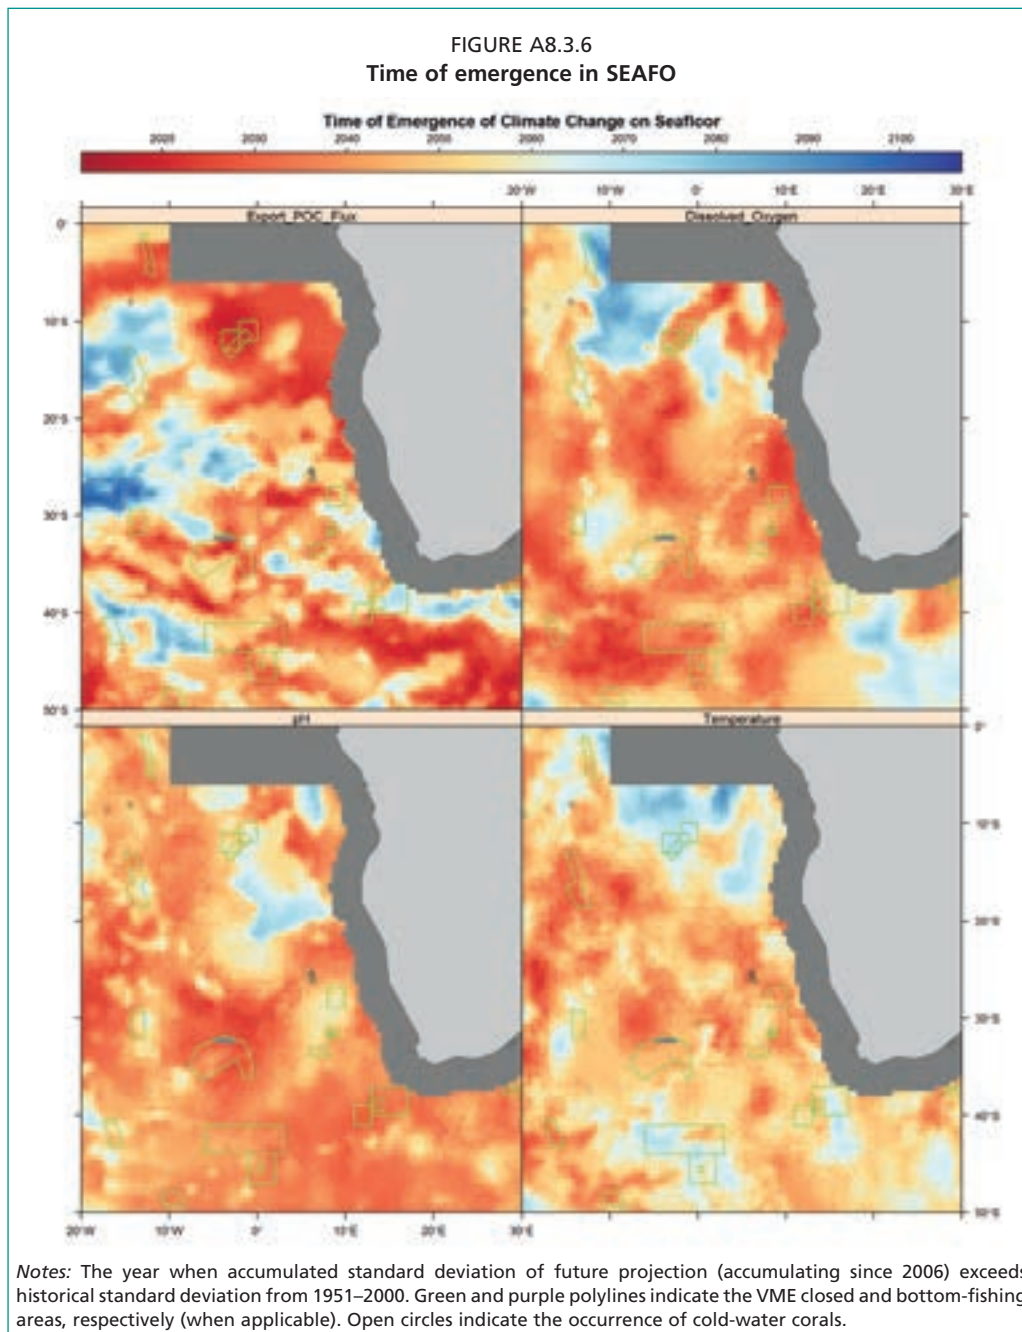 FIGURE A8.3.6
Time of emergence in SEAFO
Time of Emergence of Climate Change on Seafloor
2030 2040 2060 2070 2080 2090 2100
20°W 10°W 0° 10°E 20°E 30°E
Export_POC_Flux Dissolved_Oxygen
0°
10°S
20°S
30°S
40°S
50°S
pH Temperature
0°
10°S
20°S
30°S
40°S
50°S
20°W 10°W 0° 10°E 20°E 30°E
Notes: The year when accumulated standard deviation of future projection (accumulating since 2006) exceeds
historical standard deviation from 1951–2000. Green and purple polylines indicate the VME closed and bottom-fishing
areas, respectively (when applicable). Open circles indicate the occurrence of cold-water corals.